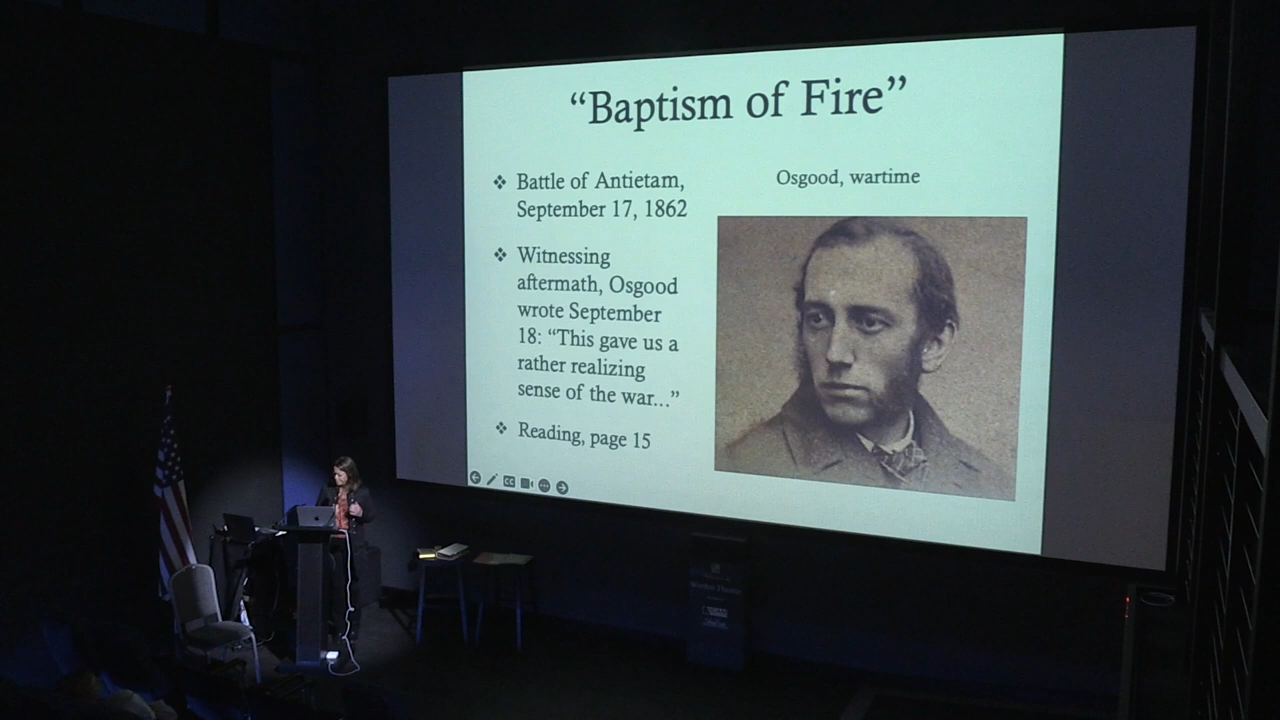 “Baptism of Fire”
❖ Battle of Antietam,
September 17, 1862
❖ Witnessing
aftermath, Osgood
wrote September
18: “This gave us a
rather realizing
sense of the war...”
❖ Reading, page 15
Osgood, wartime
CC